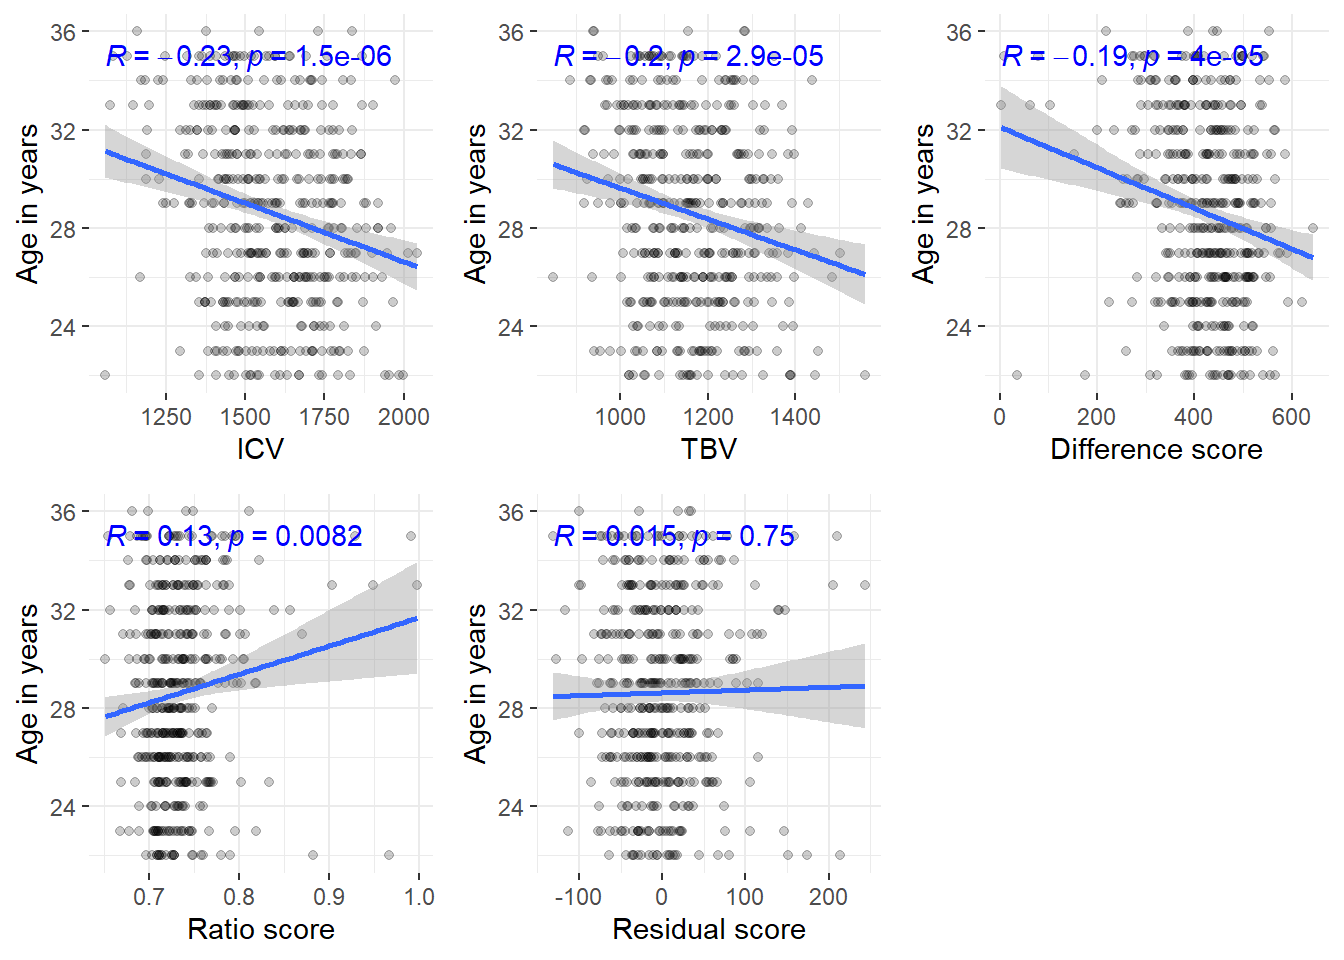 R = −0.23, p = 1.5e-06
36
32
28
24
Age in years
1250 1500 1750 2000
ICV
R = −0.2, p = 2.9e-05
36
32
28
24
Age in years
1000 1200 1400
TBV
R = −0.19, p = 4e-05
36
32
28
24
Age in years
0 200 400 600
Difference score
R = 0.13, p = 0.0082
36
32
28
24
Age in years
0.7 0.8 0.9 1.0
Ratio score
R = 0.015, p = 0.75
36
32
28
24
Age in years
-100 0 100 200
Residual score